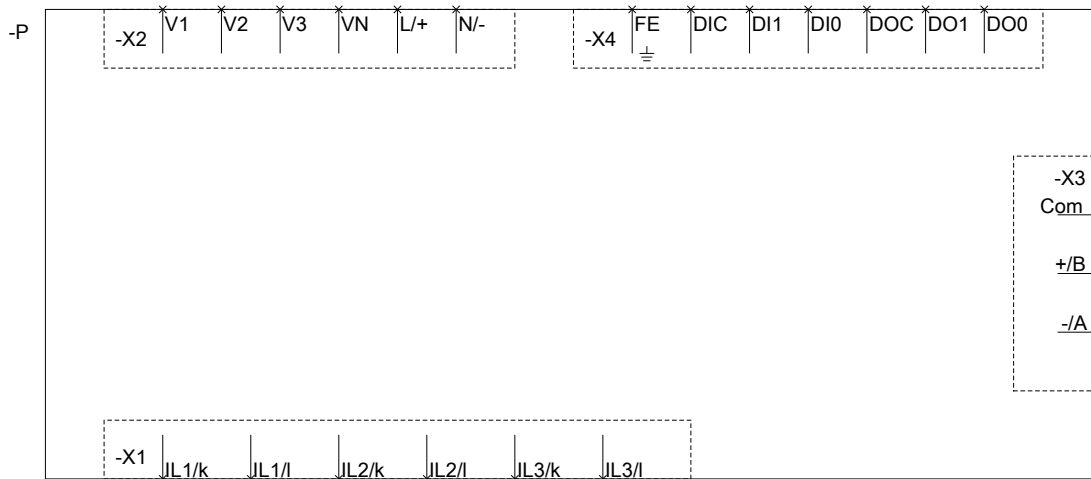 -P
-X2 V1 V2 V3 VN L/+ N/-
-X4 FE DIC DI1 DI0 DOC DO1 DO0
-X3
Com
+/B
-/A
-X1 IL1/k IL1/l IL2/k IL2/l IL3/k IL3/l